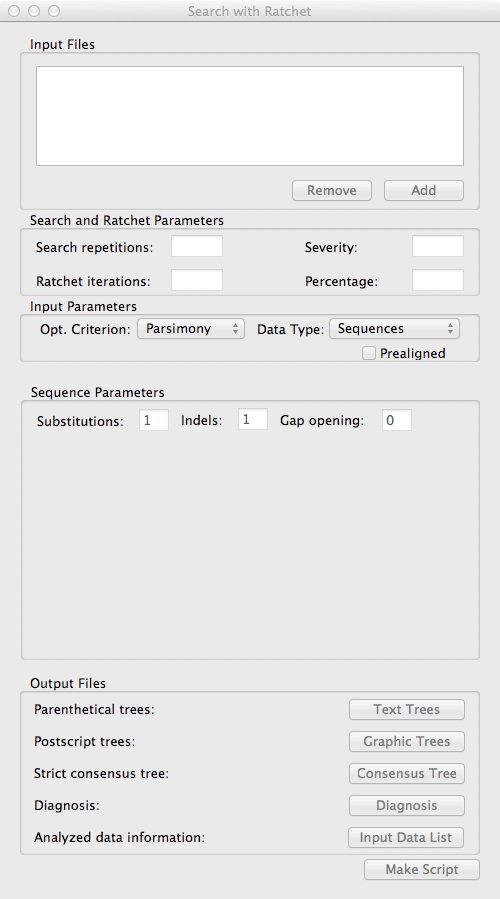 Search with Ratchet
Input Files
Remove Add
Search and Ratchet Parameters
Search repetitions: Severity:
Ratchet iterations: Percentage:
Input Parameters
Opt. Criterion: Parsimony Data Type: Sequences
Prealigned
Sequence Parameters
Substitutions: 1 Indels: 1 Gap opening: 0
Output Files
Parenthetical trees: Text Trees
Postscript trees: Graphic Trees
Strict consensus tree: Consensus Tree
Diagnosis: Diagnosis
Analyzed data information: Input Data List
Make Script